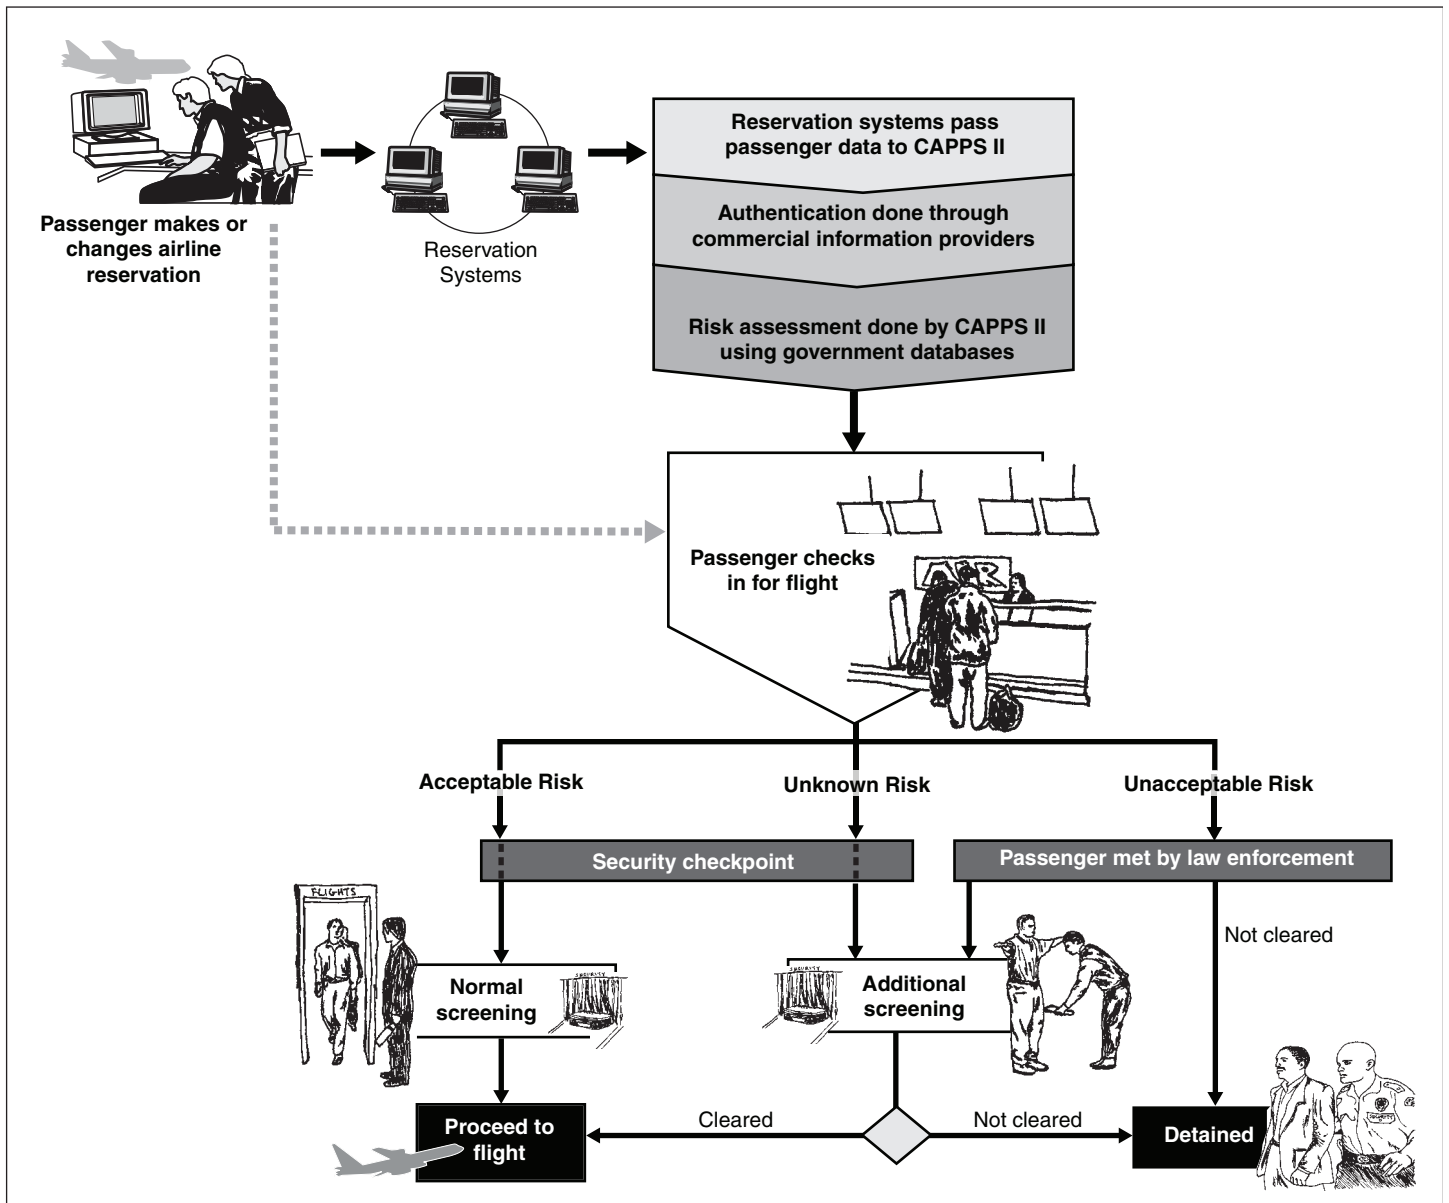 Passenger makes or
changes airline
reservation
Reservation
Systems
Reservation systems pass
passenger data to CAPPS II
Authentication done through
commercial information providers
Risk assessment done by CAPPS II
using government databases
Passenger checks
in for flight
AIR
Acceptable Risk
Unknown Risk
Unacceptable Risk
Security checkpoint
Passenger met by law enforcement
FLIGHTS
Not cleared
Normal
screening
SECURITY
SECURITY
Additional
screening
Proceed to
flight
Cleared
Not cleared
Detained